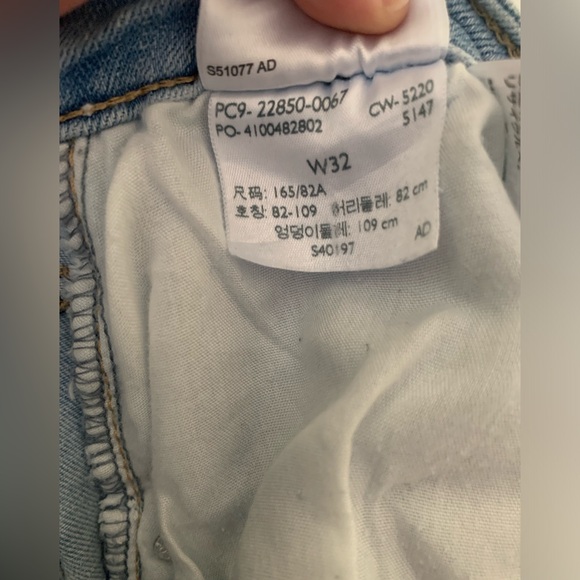 S51077 AD
PC9- 22850-0067 CW- 5220
PO- 4100482802 5147
W32
尺码: 165/82A
호칭: 82-109 허리둘레: 82 cm
엉덩이둘레: 109 cm AD
S40197